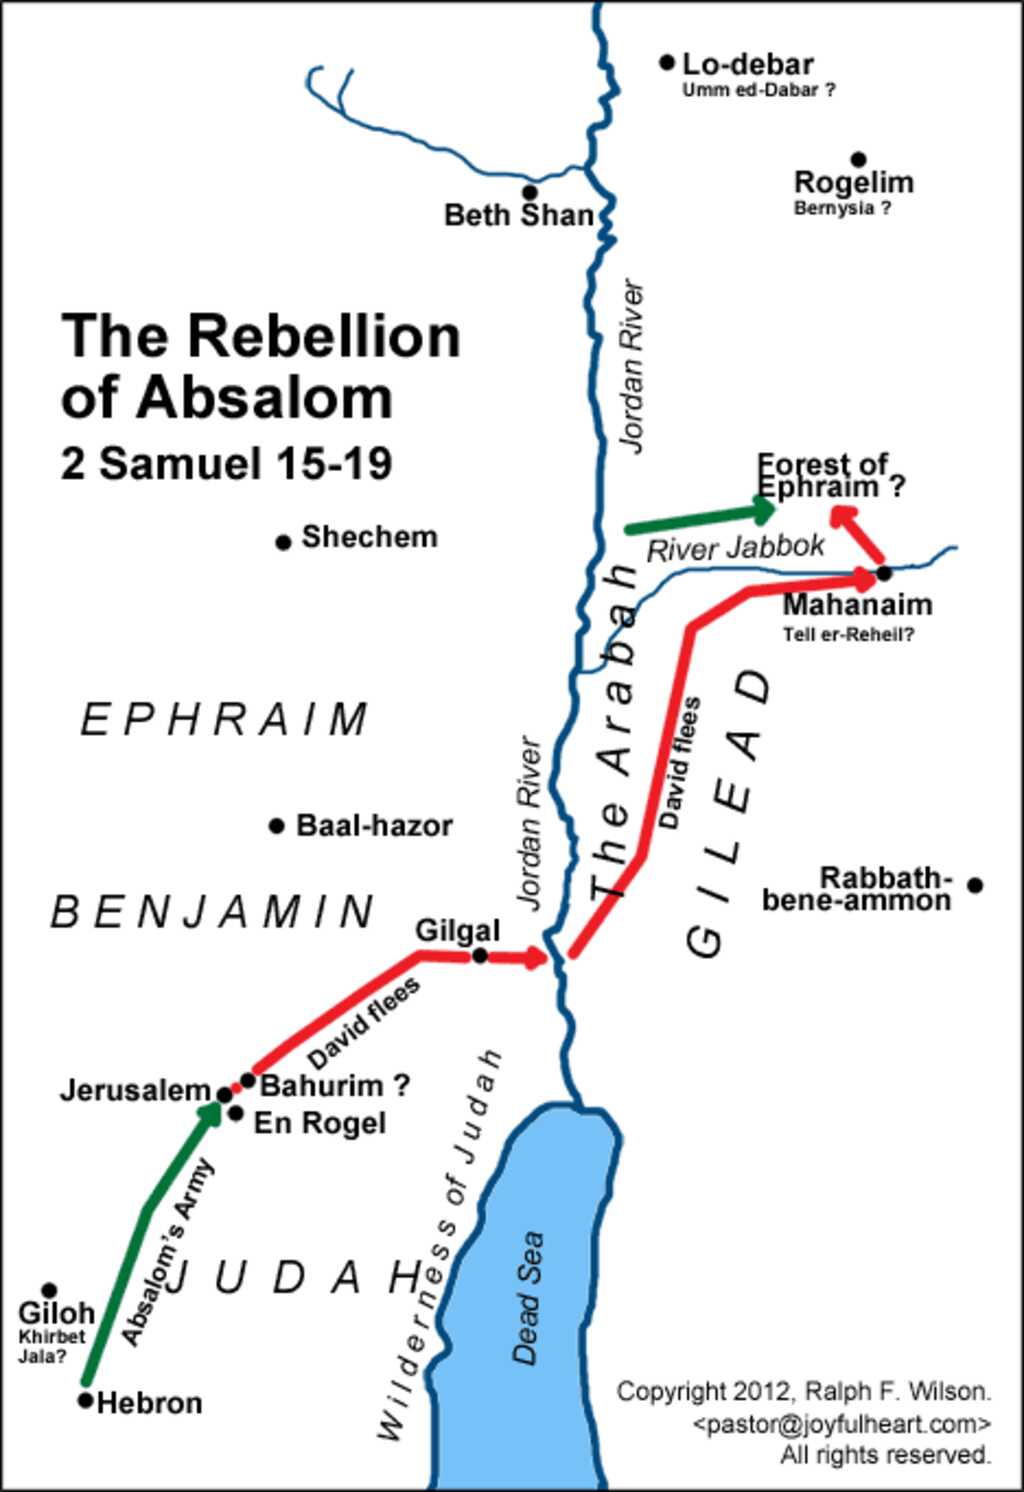 Lo-debar
Umm ed-Dabar ?
Rogelim
Bernysia ?
Beth Shan
Jordan River
The Rebellion
of Absalom
2 Samuel 15-19
Forest of
Ephraim ?
Shechem
River Jabbok
Mahanaim
Tell er-Reheil?
The Arabah
EPHRAIM
GILEAD
David flees
Jordan River
Baal-hazor
Rabbath-
bene-ammon
BENJAMIN
Gilgal
David flees
Jerusalem
Bahurim ?
En Rogel
Wilderness of Judah
Absalom's Army
JUDAH
Dead Sea
Giloh
Khirbet
Jala?
Hebron
Copyright 2012, Ralph F. Wilson.
<pastor@joyfulheart.com>
All rights reserved.